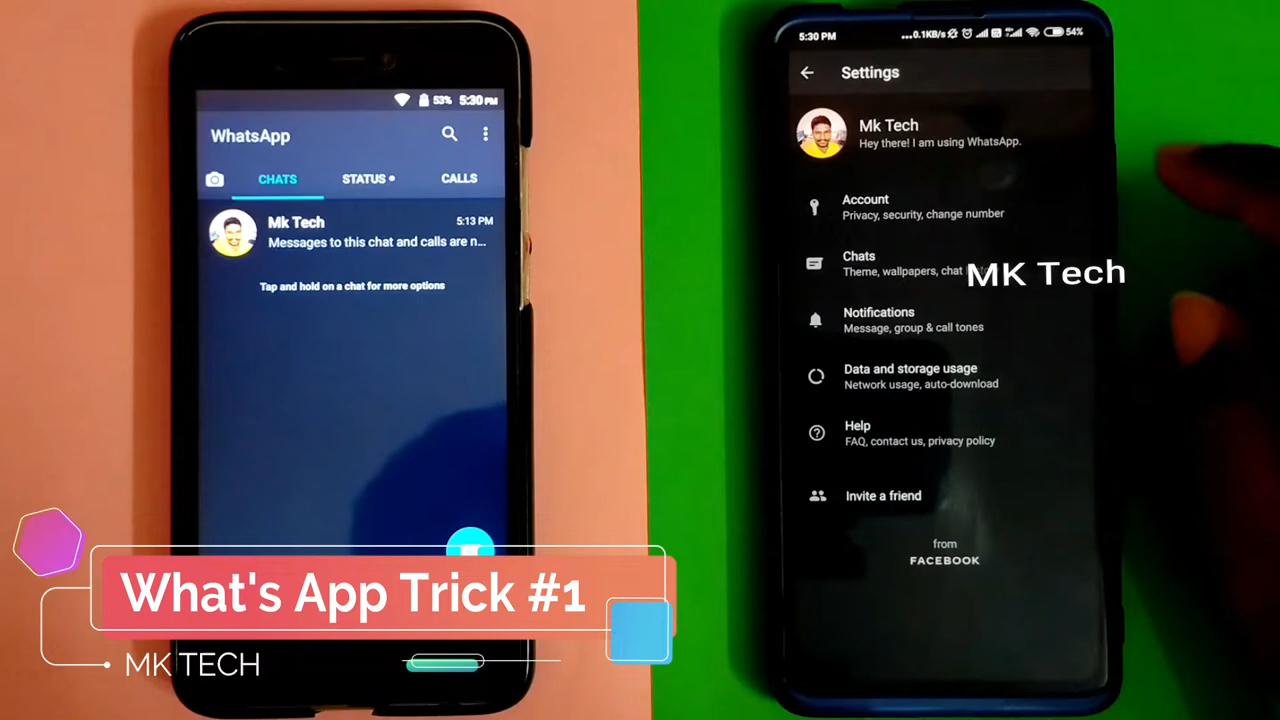 53% 5:30 PM
WhatsApp
CHATS STATUS CALLS
Mk Tech 5:13 PM
Messages to this chat and calls are n...
Tap and hold on a chat for more options
What's App Trick #1
MK TECH
5:30 PM ...0.1KB/s 54%
Settings
Mk Tech
Hey there! I am using WhatsApp.
Account
Privacy, security, change number
Chats
Theme, wallpapers, chat
MK Tech
Notifications
Message, group & call tones
Data and storage usage
Network usage, auto-download
Help
FAQ, contact us, privacy policy
Invite a friend
from
FACEBOOK